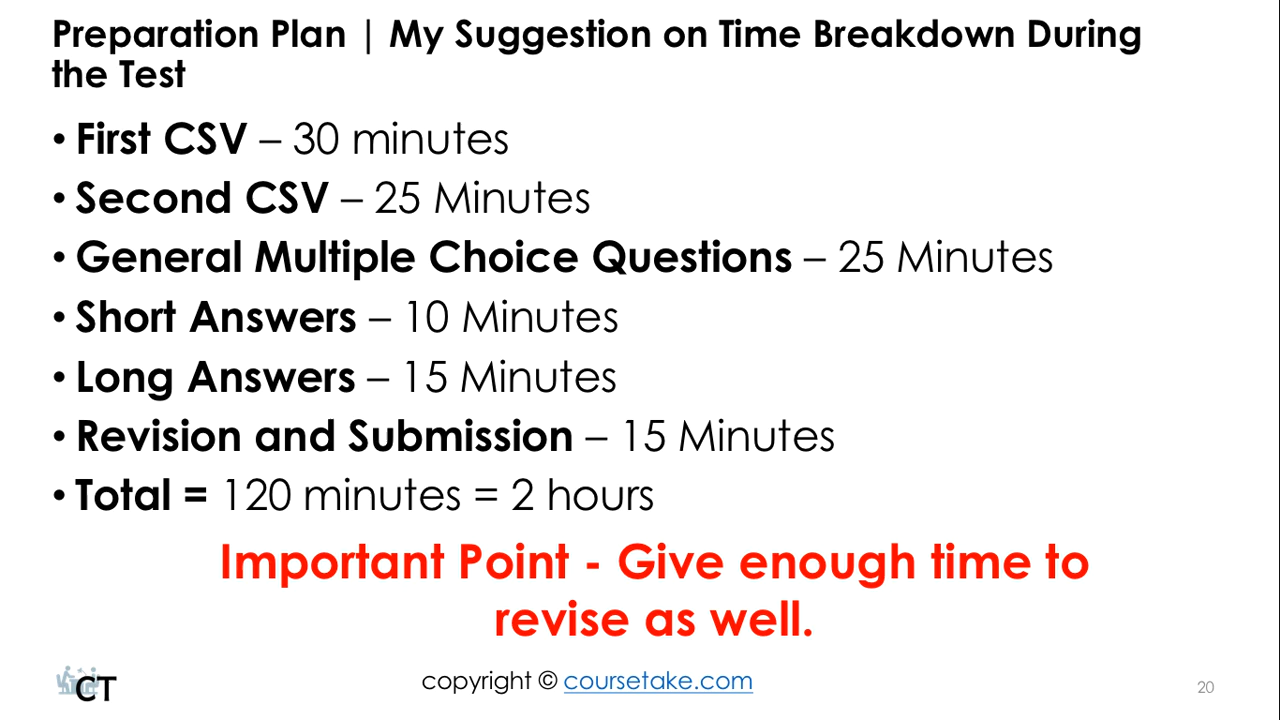 Preparation Plan | My Suggestion on Time Breakdown During
the Test
• First CSV – 30 minutes
• Second CSV – 25 Minutes
• General Multiple Choice Questions – 25 Minutes
• Short Answers – 10 Minutes
• Long Answers – 15 Minutes
• Revision and Submission – 15 Minutes
• Total = 120 minutes = 2 hours
Important Point - Give enough time to
revise as well.
CT
copyright © coursetake.com
20